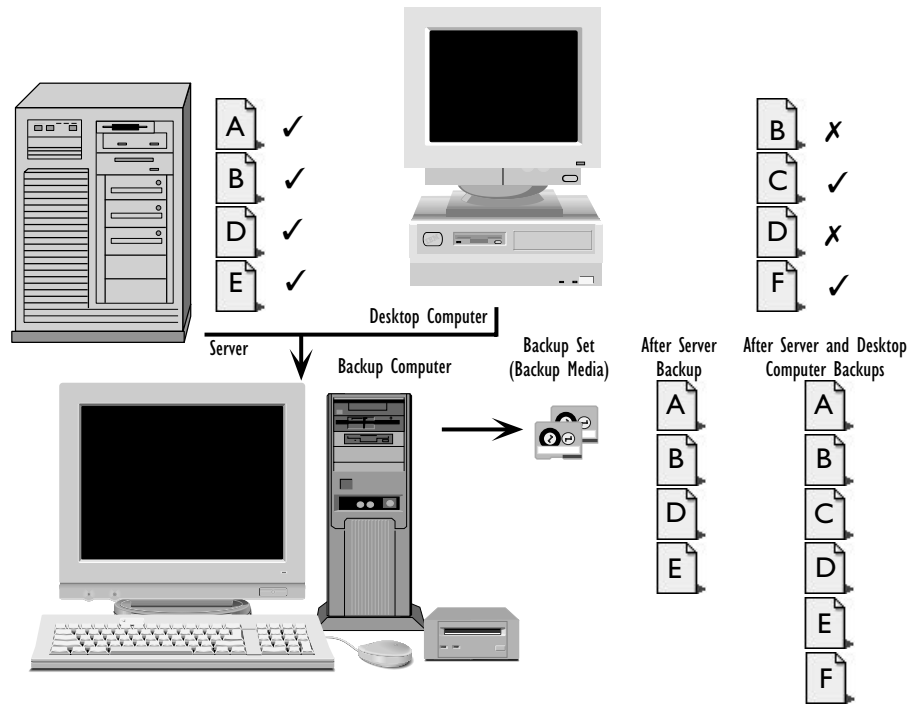 A ✓
B ✓
D ✓
E ✓
B ✗
C ✓
D ✗
F ✓
Desktop Computer
Server
Backup Computer
Backup Set
(Backup Media)
After Server
Backup
After Server and Desktop
Computer Backups
A
B
D
E
A
B
C
D
E
F